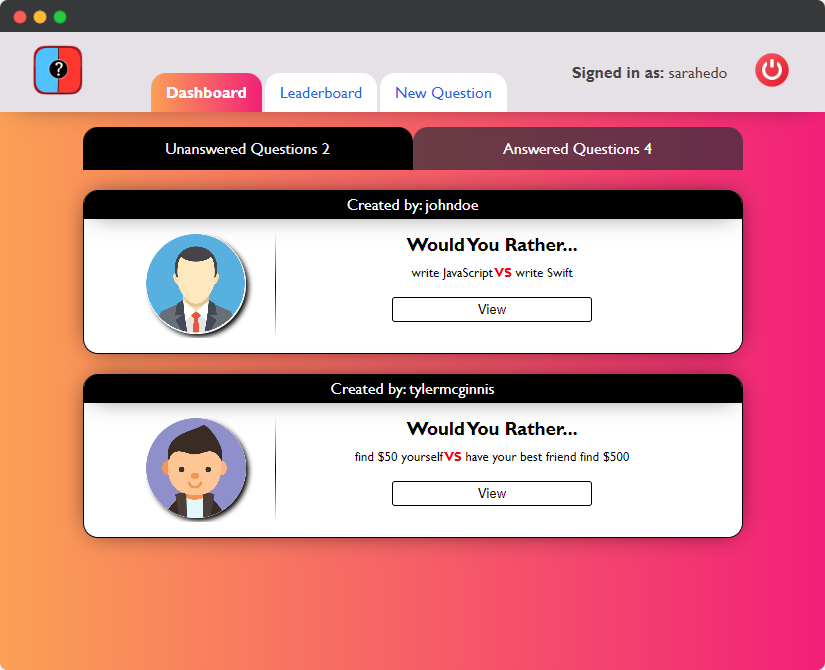 ?
Dashboard Leaderboard New Question Signed in as: sarahedo
Unanswered Questions 2 Answered Questions 4
Created by: johndoe
Would You Rather...
write JavaScript VS write Swift
View
Created by: tylermcginnis
Would You Rather...
find $50 yourself VS have your best friend find $500
View